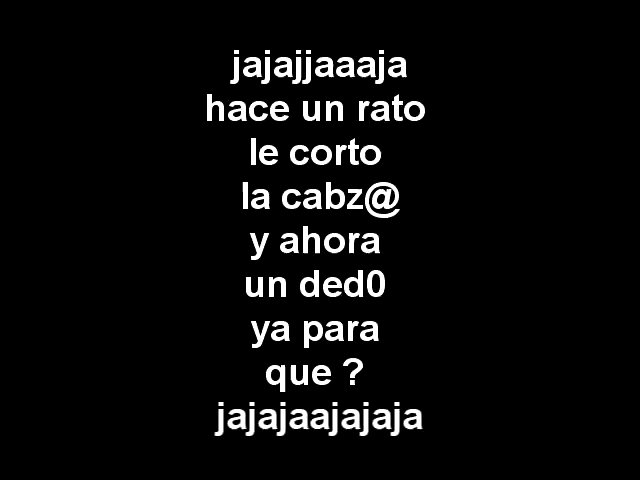 jajajjaaaja
hace un rato
le corto
la cabz@
y ahora
un ded0
ya para
que ?
jajajaajajaja